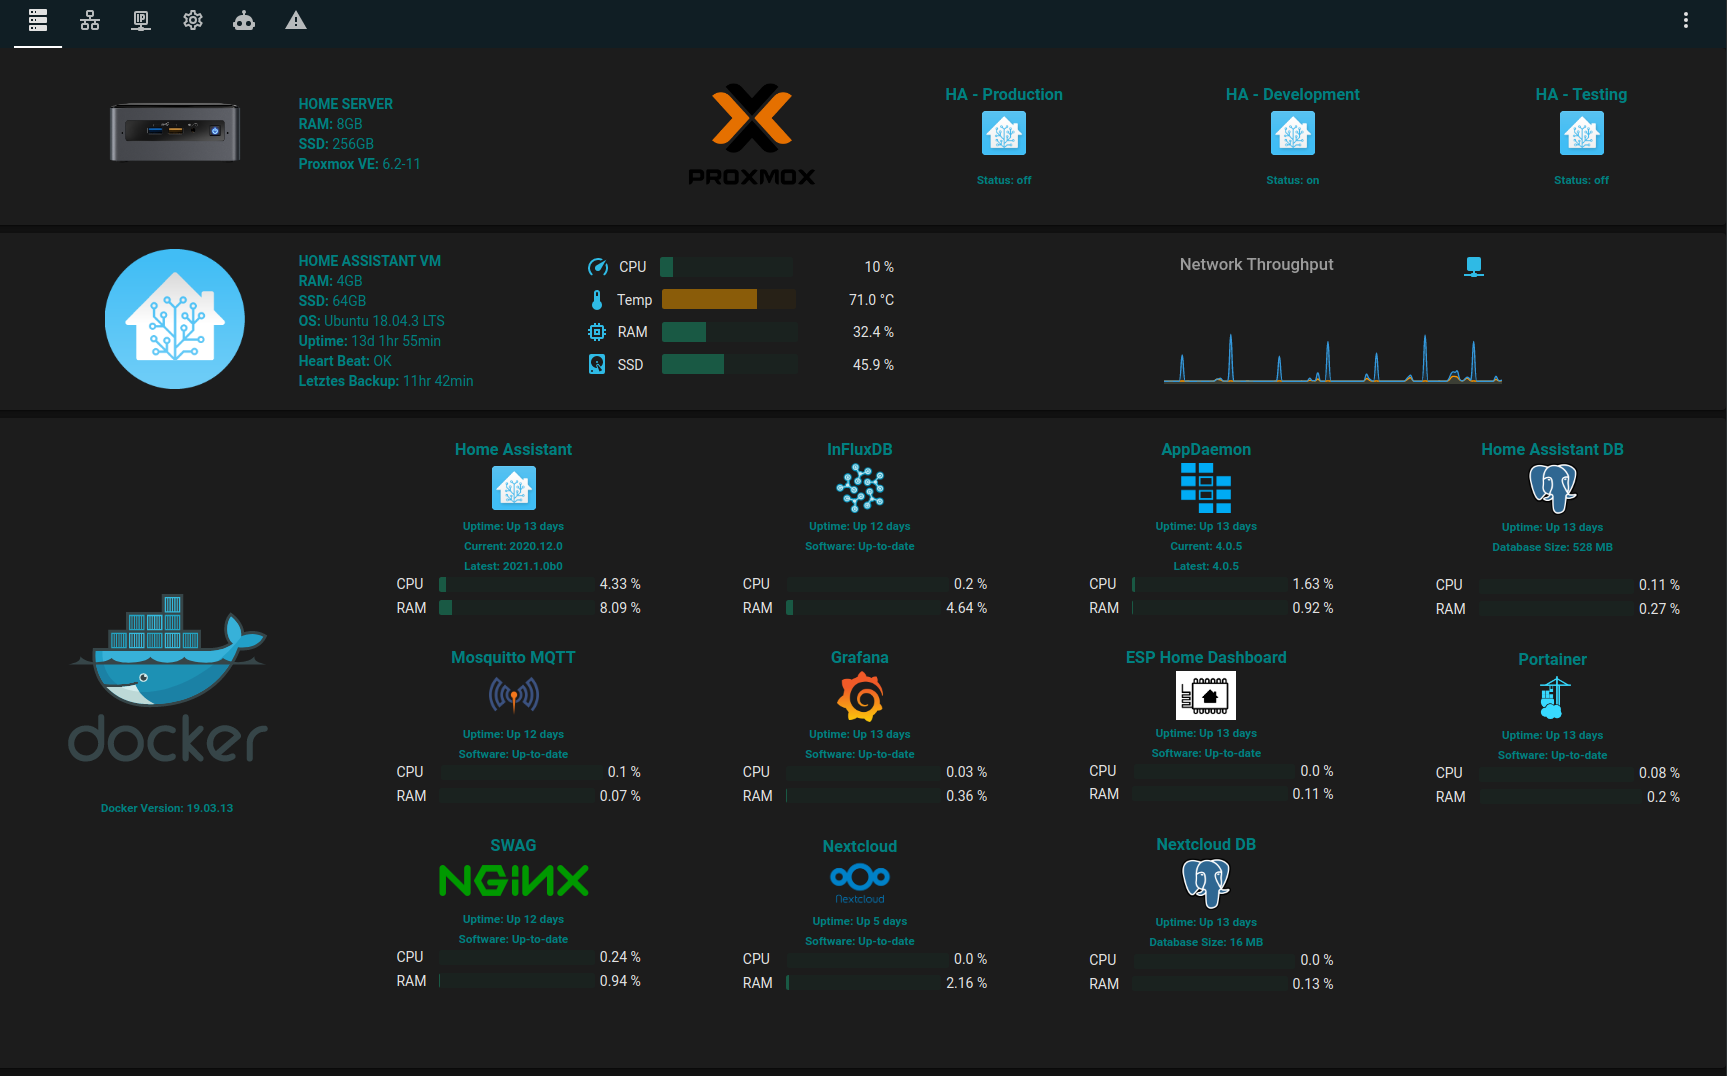 IP
HOME SERVER
RAM: 8GB
SSD: 256GB
Proxmox VE: 6.2-11
PROXMOX
HA - Production
Status: off
HA - Development
Status: on
HA - Testing
Status: off
HOME ASSISTANT VM
RAM: 4GB
SSD: 64GB
OS: Ubuntu 18.04.3 LTS
Uptime: 13d 1hr 55min
Heart Beat: OK
Letztes Backup: 11hr 42min
CPU 10 %
Temp 71.0 °C
RAM 32.4 %
SSD 45.9 %
Network Throughput
docker
Docker Version: 19.03.13
Home Assistant
Uptime: Up 13 days
Current: 2020.12.0
Latest: 2021.1.0b0
CPU 4.33 %
RAM 8.09 %
InFluxDB
Uptime: Up 12 days
Software: Up-to-date
CPU 0.2 %
RAM 4.64 %
AppDaemon
Uptime: Up 13 days
Current: 4.0.5
Latest: 4.0.5
CPU 1.63 %
RAM 0.92 %
Home Assistant DB
Uptime: Up 13 days
Database Size: 528 MB
CPU 0.11 %
RAM 0.27 %
Mosquitto MQTT
Uptime: Up 12 days
Software: Up-to-date
CPU 0.1 %
RAM 0.07 %
Grafana
Uptime: Up 13 days
Software: Up-to-date
CPU 0.03 %
RAM 0.36 %
ESP Home Dashboard
Uptime: Up 13 days
Software: Up-to-date
CPU 0.0 %
RAM 0.11 %
Portainer
Uptime: Up 13 days
Software: Up-to-date
CPU 0.08 %
RAM 0.2 %
SWAG
NGiNX
Uptime: Up 12 days
Software: Up-to-date
CPU 0.24 %
RAM 0.94 %
Nextcloud
Nextcloud
Uptime: Up 5 days
Software: Up-to-date
CPU 0.0 %
RAM 2.16 %
Nextcloud DB
Uptime: Up 13 days
Database Size: 16 MB
CPU 0.0 %
RAM 0.13 %